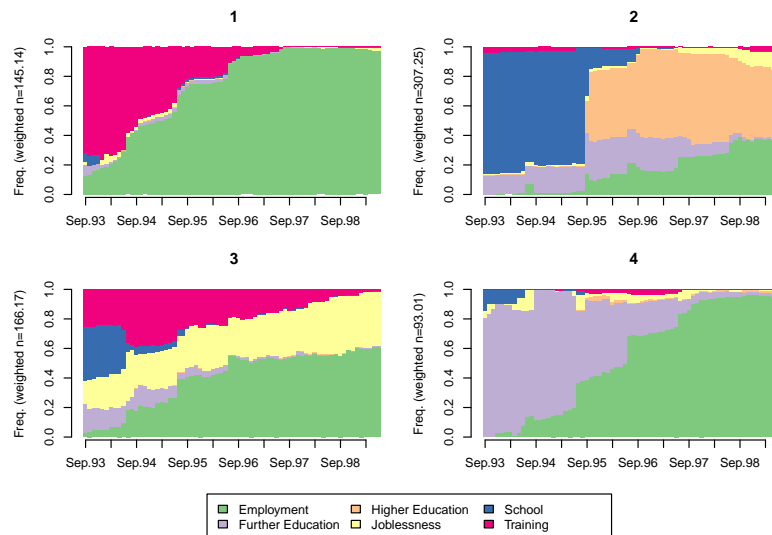 1
2
Freq. (weighted n=145.14)
0.0 0.2 0.4 0.6 0.8 1.0
Sep.93 Sep.94 Sep.95 Sep.96 Sep.97 Sep.98
Freq. (weighted n=307.25)
0.0 0.2 0.4 0.6 0.8 1.0
Sep.93 Sep.94 Sep.95 Sep.96 Sep.97 Sep.98
3
4
Freq. (weighted n=166.17)
0.0 0.2 0.4 0.6 0.8 1.0
Sep.93 Sep.94 Sep.95 Sep.96 Sep.97 Sep.98
Freq. (weighted n=93.01)
0.0 0.2 0.4 0.6 0.8 1.0
Sep.93 Sep.94 Sep.95 Sep.96 Sep.97 Sep.98
Employment Higher Education School
Further Education Joblessness Training